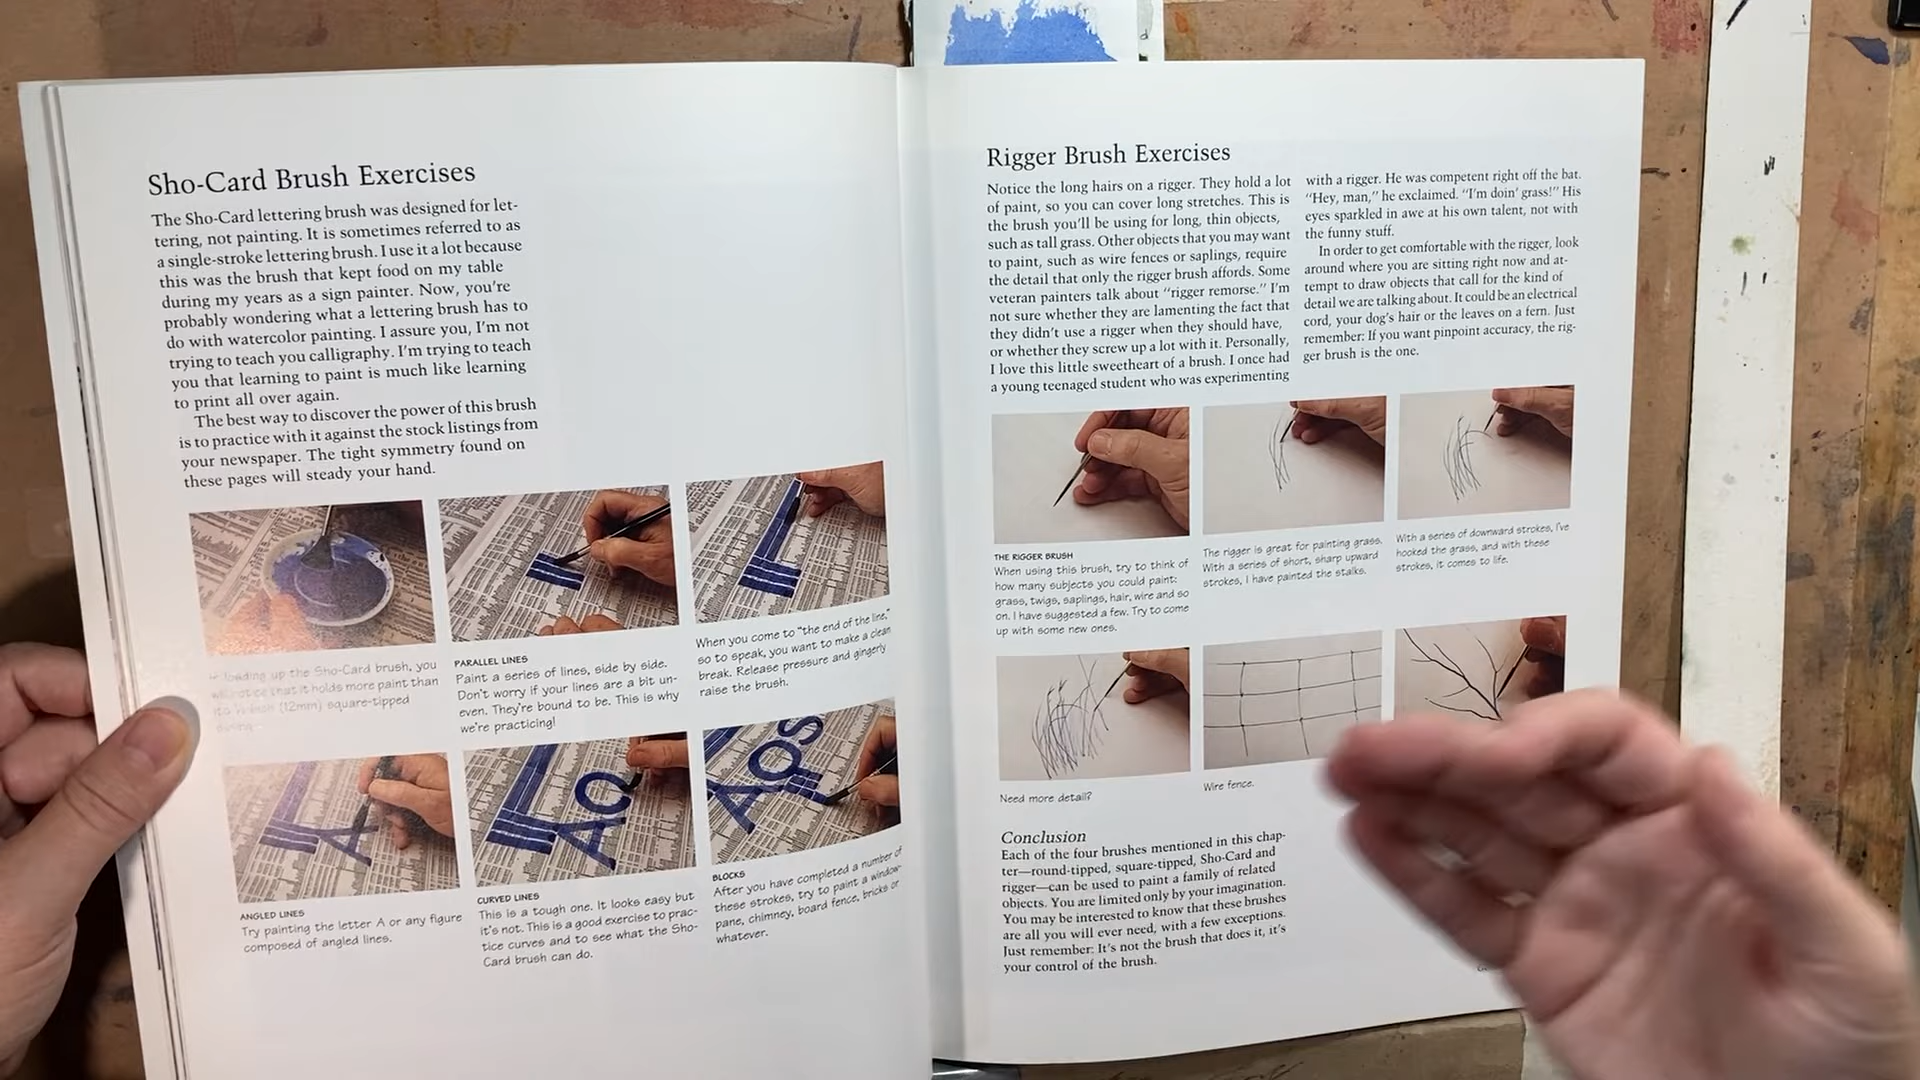 Sho-Card Brush Exercises
The Sho-Card lettering brush was designed for let-
tering, not painting. It is sometimes referred to as
a single-stroke lettering brush. I use it a lot because
this was the brush that kept food on my table
during my years as a sign painter. Now, you're
probably wondering what a lettering brush has to
do with watercolor painting. I assure you, I'm not
trying to teach you calligraphy. I'm trying to teach
you that learning to paint is much like learning
to print all over again.
The best way to discover the power of this brush
is to practice with it against the stock listings from
your newspaper. The tight symmetry found on
these pages will steady your hand.
loading up the Sho-Card brush, you
will notice that it holds more paint than
(12mm) square-tipped
PARALLEL LINES
Paint a series of lines, side by side.
Don't worry if your lines are a bit un-
even. They're bound to be. This is why
we're practicing!
When you come to "the end of the line,"
so to speak, you want to make a clean
break. Release pressure and gingerly
raise the brush.
ANGLED LINES
Try painting the letter A or any figure
composed of angled lines.
CURVED LINES
This is a tough one. It looks easy but
it's not. This is a good exercise to prac-
tice curves and to see what the Sho-
Card brush can do.
BLOCKS
After you have completed a number of
these strokes, try to paint a window-
pane, chimney, board fence, bricks or
whatever.
Rigger Brush Exercises
Notice the long hairs on a rigger. They hold a lot
of paint, so you can cover long stretches. This is
the brush you'll be using for long, thin objects,
such as tall grass. Other objects that you may want
to paint, such as wire fences or saplings, require
the detail that only the rigger brush affords. Some
veteran painters talk about "rigger remorse." I'm
not sure whether they are lamenting the fact that
they didn't use a rigger when they should have,
or whether they screw up a lot with it. Personally,
I love this little sweetheart of a brush. I once had
a young teenaged student who was experimenting
with a rigger. He was competent right off the bat.
"Hey, man," he exclaimed. "I'm doin' grass!" His
eyes sparkled in awe at his own talent, not with
the funny stuff.
In order to get comfortable with the rigger, look
around where you are sitting right now and at-
tempt to draw objects that call for the kind of
detail we are talking about. It could be an electrical
cord, your dog's hair or the leaves on a fern. Just
remember: If you want pinpoint accuracy, the rig-
ger brush is the one.
THE RIGGER BRUSH
When using this brush, try to think of
how many subjects you could paint:
grass, twigs, saplings, hair, wire and so
on. I have suggested a few. Try to come
up with some new ones.
The rigger is great for painting grass.
With a series of short, sharp upward
strokes, I have painted the stalks.
With a series of downward strokes, I've
hooked the grass, and with these
strokes, it comes to life.
Need more detail?
Wire fence.
Conclusion
Each of the four brushes mentioned in this chap-
ter—round-tipped, square-tipped, Sho-Card and
rigger—can be used to paint a family of related
objects. You are limited only by your imagination.
You may be interested to know that these brushes
are all you will ever need, with a few exceptions.
Just remember: It's not the brush that does it, it's
your control of the brush.